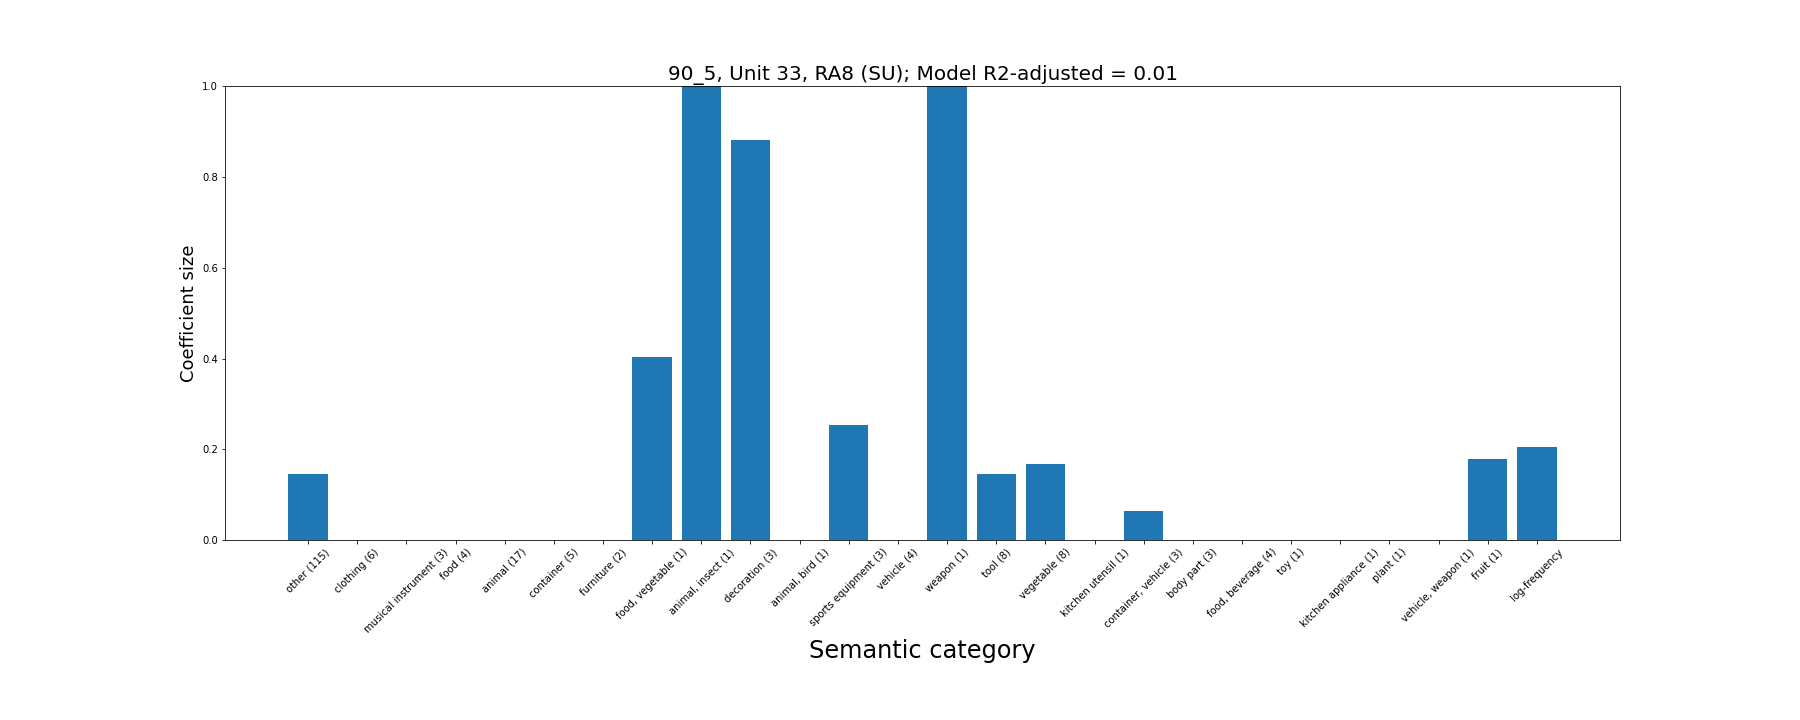 90_5, Unit 33, RA8 (SU); Model R2-adjusted = 0.01
Coefficient size
1.0
0.8
0.6
0.4
0.2
0.0
other (115)
clothing (6)
musical instrument (3)
food (4)
animal (17)
container (5)
furniture (2)
food, vegetable (1)
animal, insect (1)
decoration (3)
animal, bird (1)
sports equipment (3)
vehicle (4)
weapon (1)
tool (8)
vegetable (8)
kitchen utensil (1)
container, vehicle (3)
body part (3)
food, beverage (4)
toy (1)
kitchen appliance (1)
plant (1)
vehicle, weapon (1)
fruit (1)
log-frequency
Semantic category